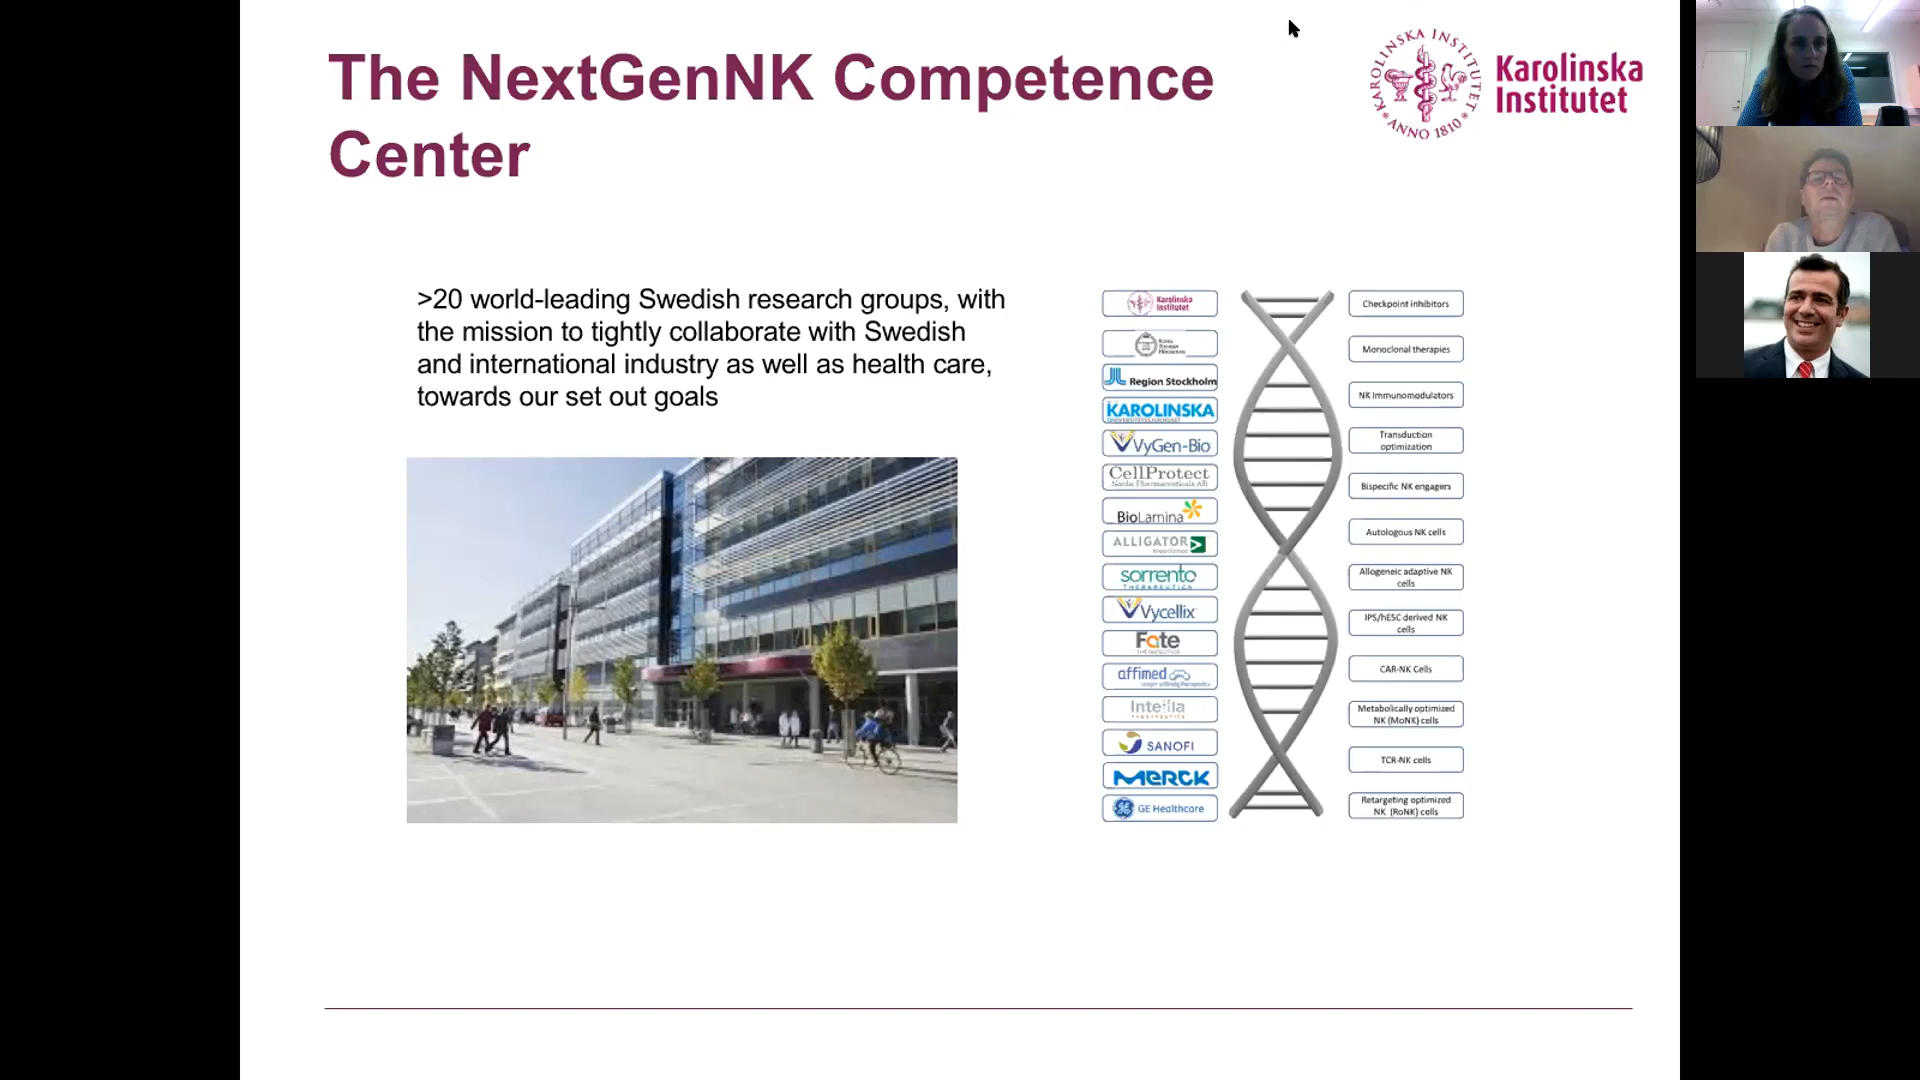 The NextGenNK Competence
Center
KAROLINSKA INSTITUTET
ANNO 1810
Karolinska
Institutet
>20 world-leading Swedish research groups, with
the mission to tightly collaborate with Swedish
and international industry as well as health care,
towards our set out goals
Karolinska
Institutet
Region Stockholm
KAROLINSKA
VyGen-Bio
CellProtect
Nordic Pharmaceuticals AB
BioLamina
ALLIGATOR
bioscience
sorrento
THERAPEUTICS
Vycellix
Fate
THERAPEUTICS
affimed
Intellia
THERAPEUTICS
SANOFI
MERCK
GE Healthcare
Checkpoint inhibitors
Monoclonal therapies
NK Immunomodulators
Transduction
optimization
Bispecific NK engagers
Autologous NK cells
Allogeneic adaptive NK
cells
IPS/hESC derived NK
cells
CAR-NK Cells
Metabolically optimized
NK (MoNK) cells
TCR-NK cells
Retargeting optimized
NK (RoNK) cells